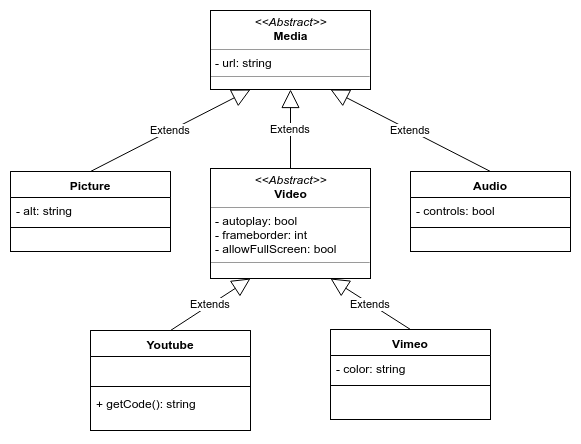 <<Abstract>>
Media
- url: string
Extends
Extends
Extends
Picture
- alt: string
<<Abstract>>
Video
- autoplay: bool
- frameborder: int
- allowFullScreen: bool
Audio
- controls: bool
Extends
Extends
Youtube
+ getCode(): string
Vimeo
- color: string